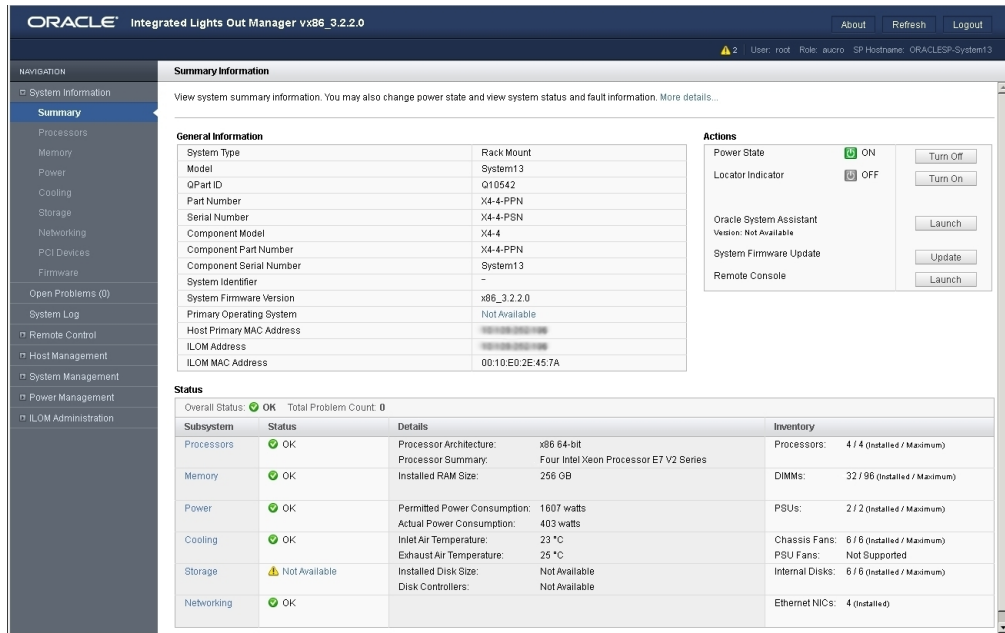 ORACLE® Integrated Lights Out Manager vx86_3.2.2.0
About Refresh Logout
2 User: root Role: aucro SP Hostname: ORACLESP-System13
NAVIGATION
System Information
Summary
Processors
Memory
Power
Cooling
Storage
Networking
PCI Devices
Firmware
Open Problems (0)
System Log
Remote Control
Host Management
System Management
Power Management
ILOM Administration
Summary Information
View system summary information. You may also change power state and view system status and fault information. More details...
General Information
System Type Rack Mount
Model System13
QPart ID Q10542
Part Number X4-4-PPN
Serial Number X4-4-PSN
Component Model X4-4
Component Part Number X4-4-PPN
Component Serial Number System13
System Identifier -
System Firmware Version x86_3.2.2.0
Primary Operating System Not Available
Host Primary MAC Address
ILOM Address
ILOM MAC Address 00:10:E0:2E:45:7A
Actions
Power State ON Turn Off
Locator Indicator OFF Turn On
Oracle System Assistant Launch
Version: Not Available
System Firmware Update Update
Remote Console Launch
Status
Overall Status: OK Total Problem Count: 0
Subsystem Status Details Inventory
Processors OK Processor Architecture: x86 64-bit Processors: 4 / 4 (Installed / Maximum)
Processor Summary: Four Intel Xeon Processor E7 V2 Series
Memory OK Installed RAM Size: 256 GB DIMMs: 32 / 96 (Installed / Maximum)
Power OK Permitted Power Consumption: 1607 watts PSUs: 2 / 2 (Installed / Maximum)
Actual Power Consumption: 403 watts
Cooling OK Inlet Air Temperature: 23 °C Chassis Fans: 6 / 6 (Installed / Maximum)
Exhaust Air Temperature: 25 °C PSU Fans: Not Supported
Storage Not Available Installed Disk Size: Not Available Internal Disks: 6 / 6 (Installed / Maximum)
Disk Controllers: Not Available
Networking OK Ethernet NICs: 4 (Installed)